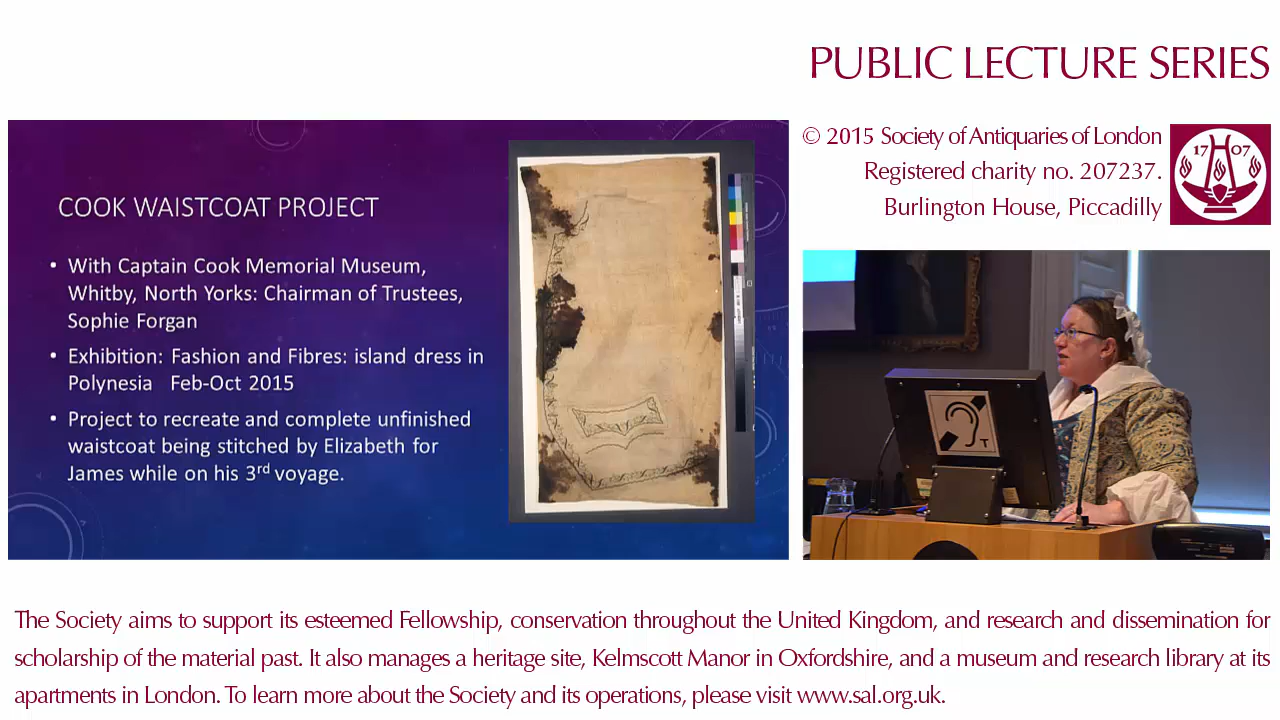 PUBLIC LECTURE SERIES
© 2015 Society of Antiquaries of London
Registered charity no. 207237.
Burlington House, Piccadilly
17 07
COOK WAISTCOAT PROJECT
• With Captain Cook Memorial Museum,
Whitby, North Yorks: Chairman of Trustees,
Sophie Forgan
• Exhibition: Fashion and Fibres: island dress in
Polynesia Feb-Oct 2015
• Project to recreate and complete unfinished
waistcoat being stitched by Elizabeth for
James while on his 3rd voyage.
T
The Society aims to support its esteemed Fellowship, conservation throughout the United Kingdom, and research and dissemination for
scholarship of the material past. It also manages a heritage site, Kelmscott Manor in Oxfordshire, and a museum and research library at its
apartments in London. To learn more about the Society and its operations, please visit www.sal.org.uk.